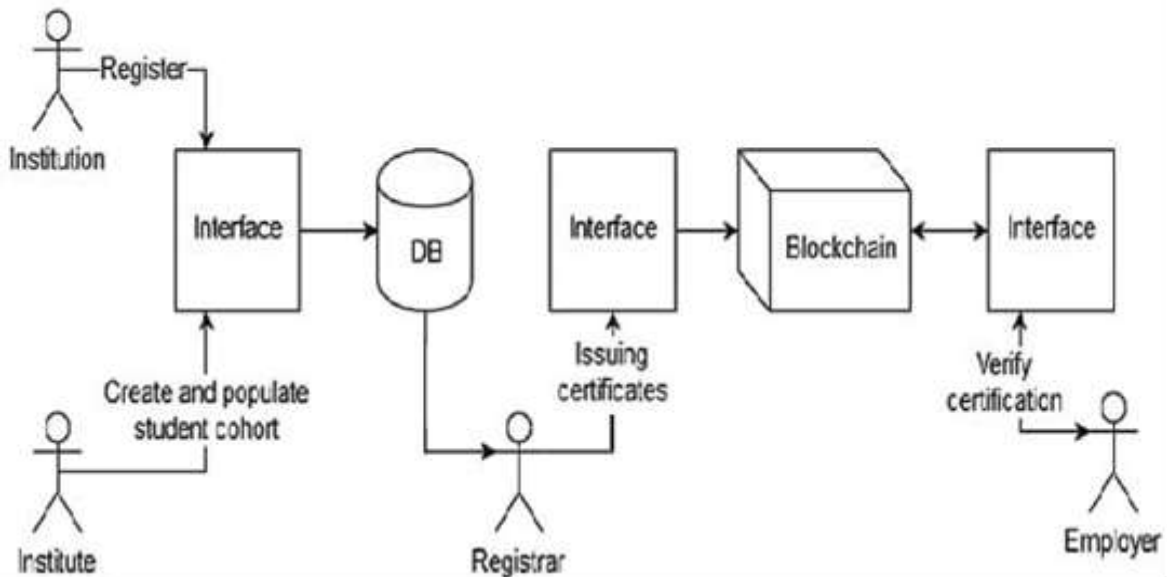 Register
Institution
Interface
DB
Interface
Blockchain
Interface
Create and populate
student cohort
Issuing
certificates
Verify
certification
Institute
Registrar
Employer